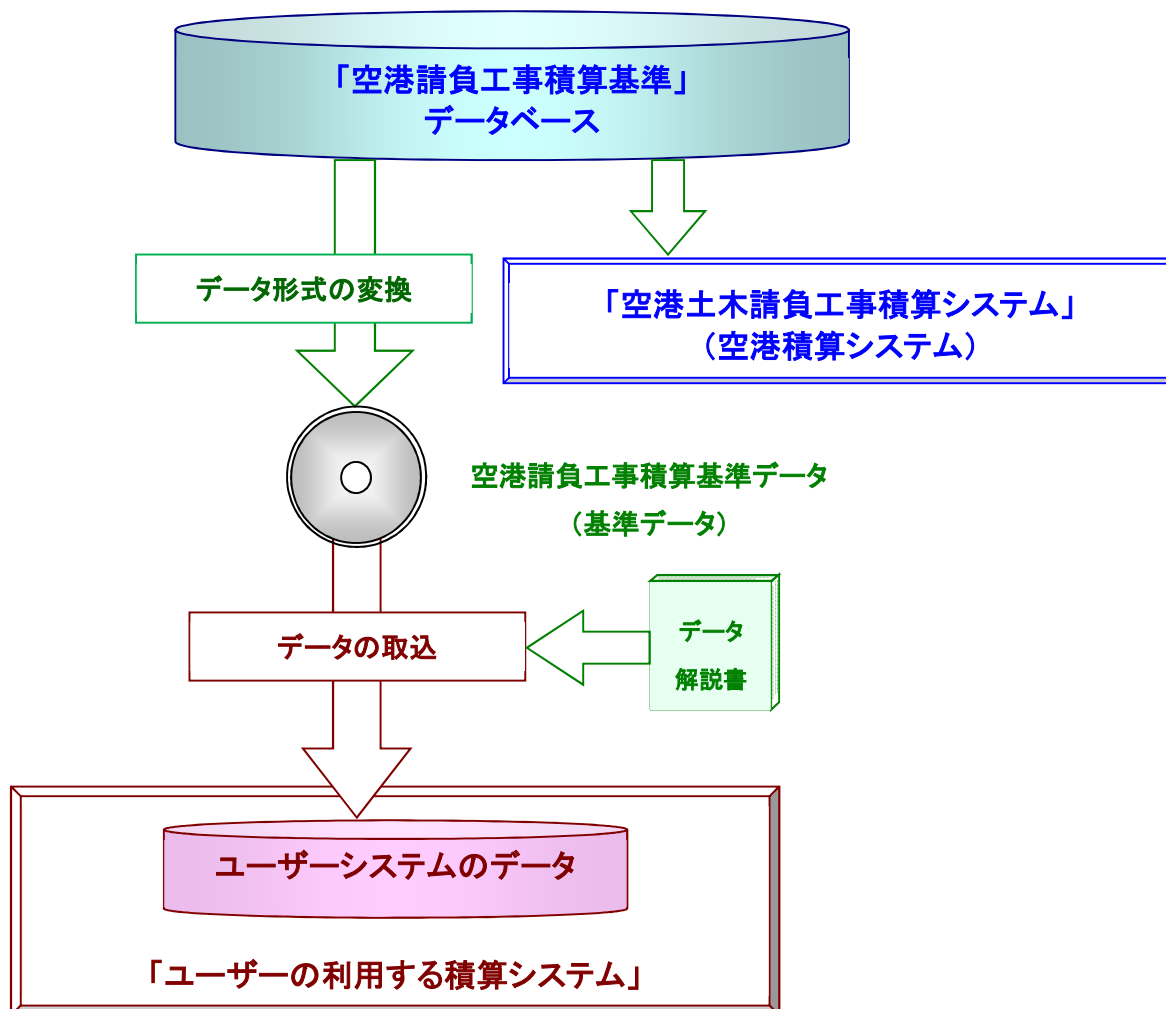 「空港請負工事積算基準」
データベース
データ形式の変換
「空港土木請負工事積算システム」
（空港積算システム）
空港請負工事積算基準データ
（基準データ）
データの取込
データ
解説書
ユーザーシステムのデータ
「ユーザーの利用する積算システム」